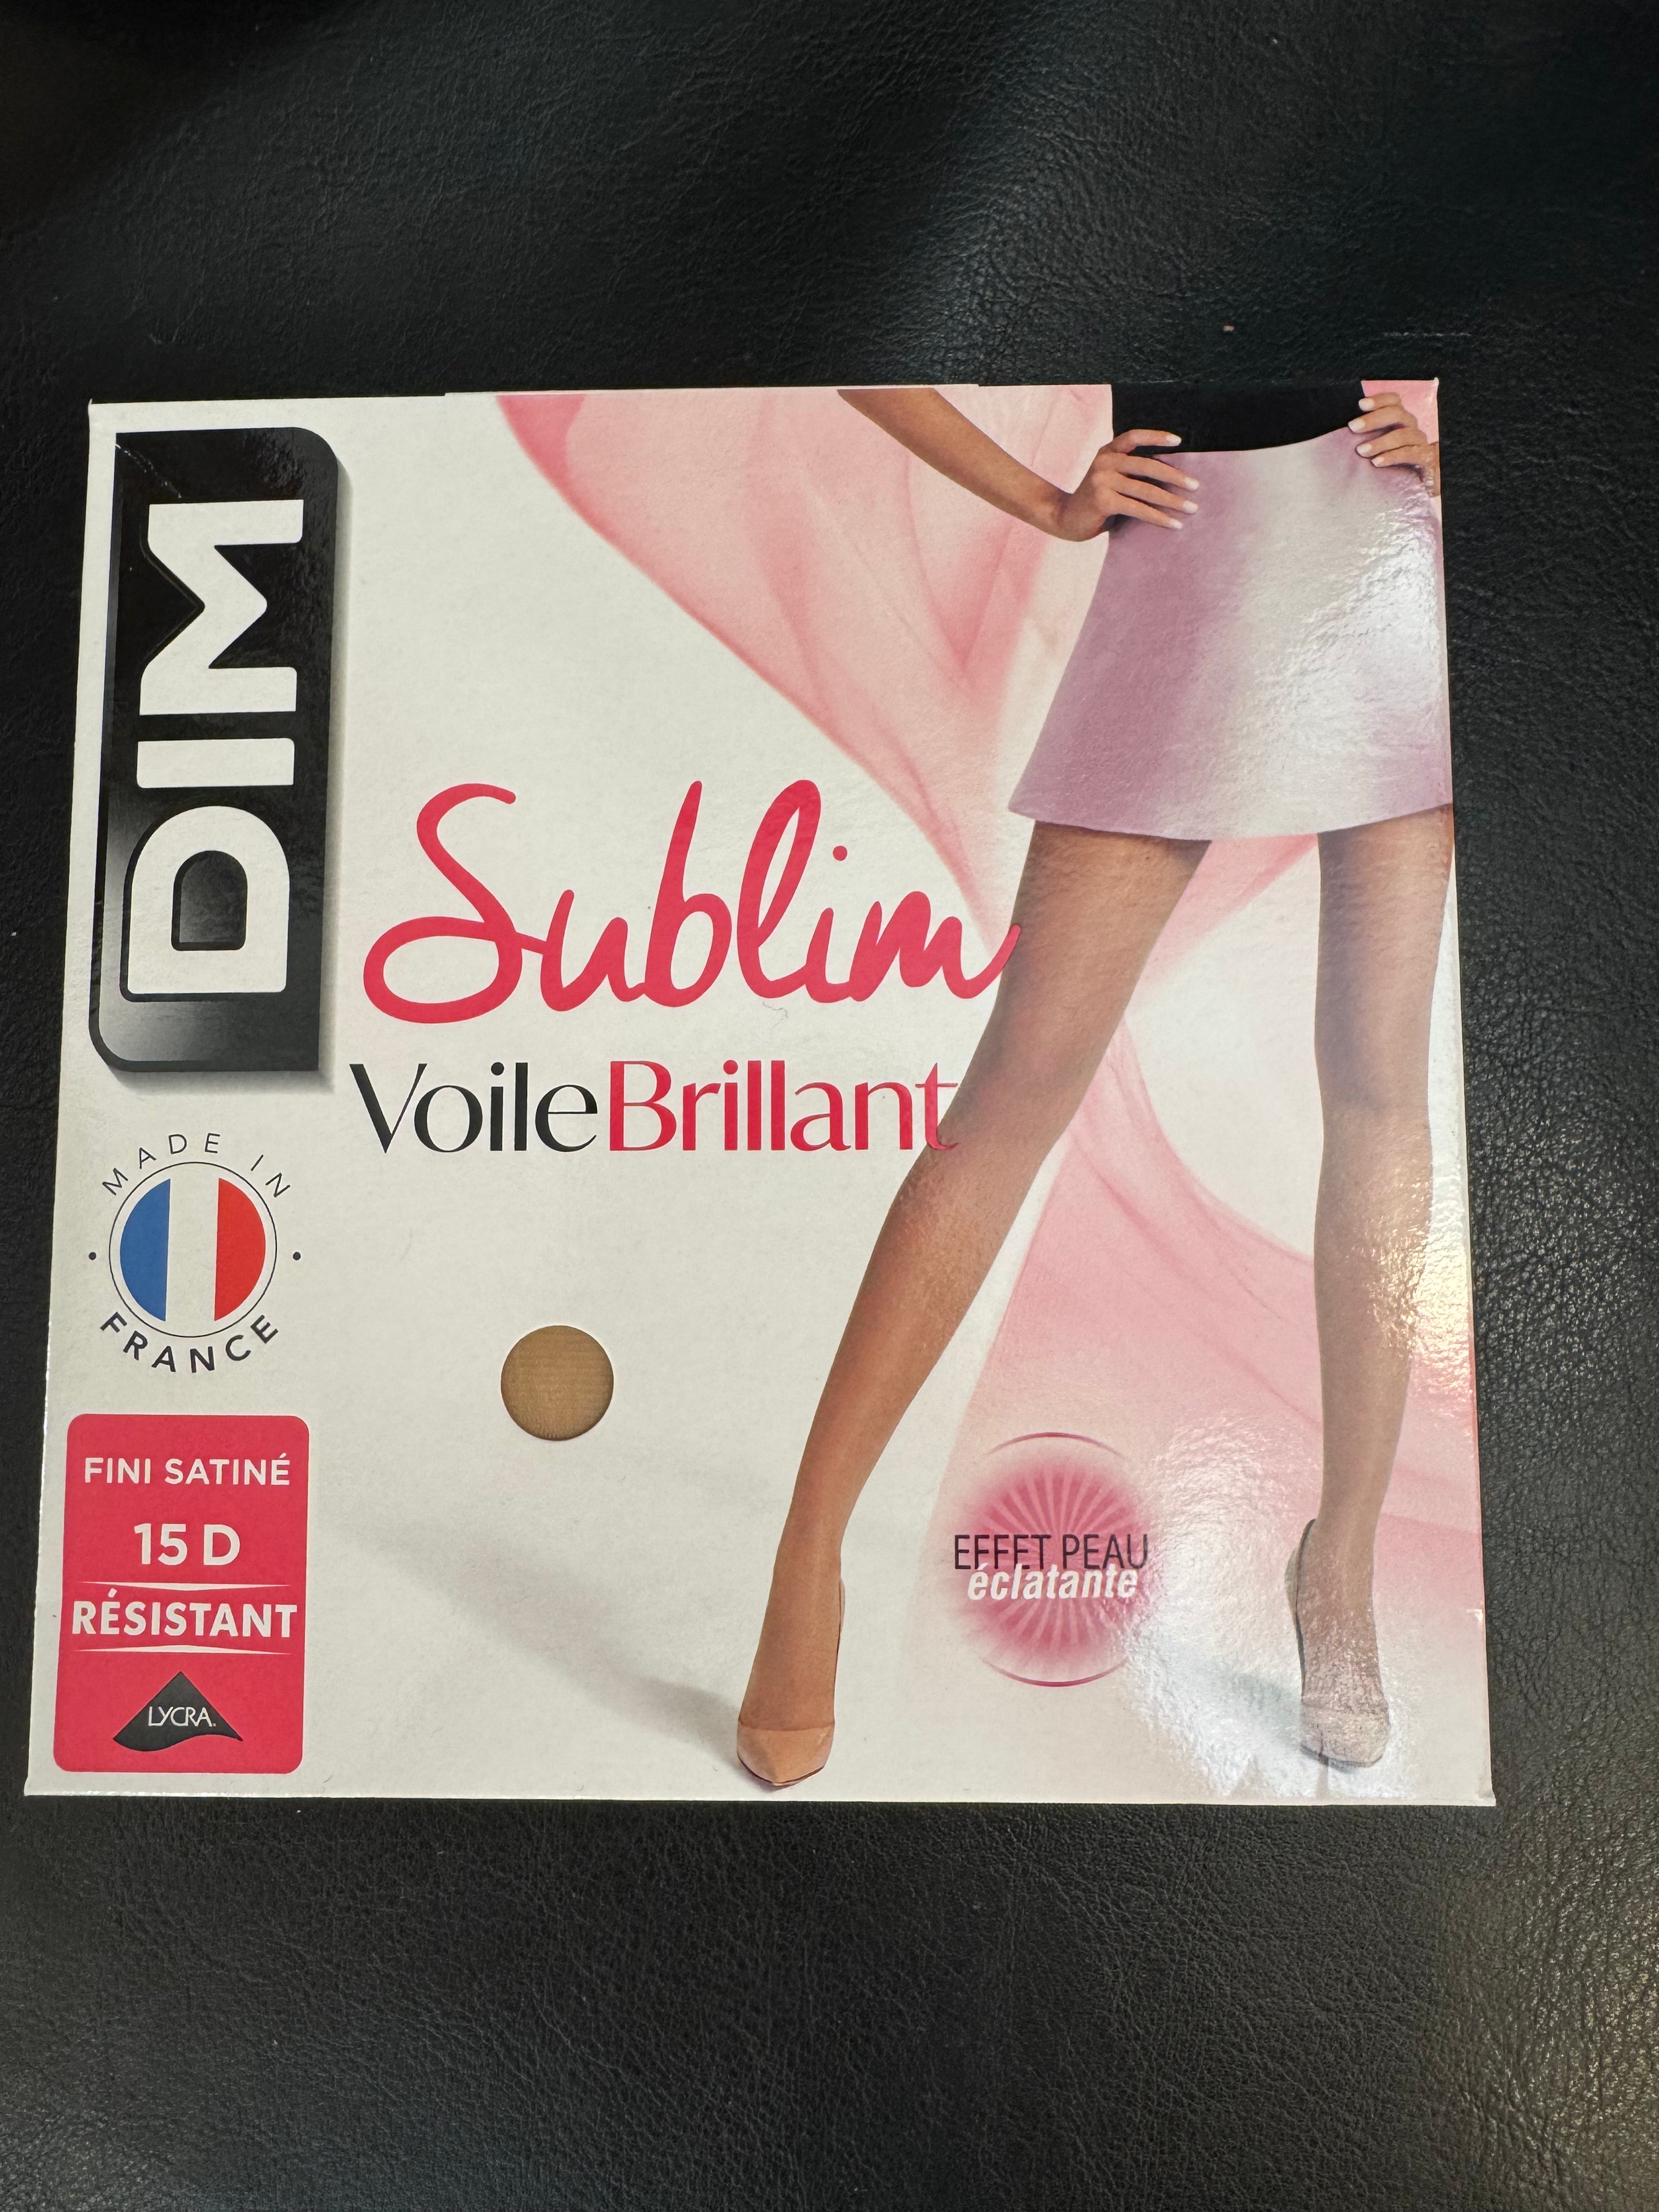 DIM
Sublim
VoileBrillant
MADE IN
FRANCE
FINI SATINÉ
15 D
RÉSISTANT
LYCRA.
EFFET PEAU
éclatante